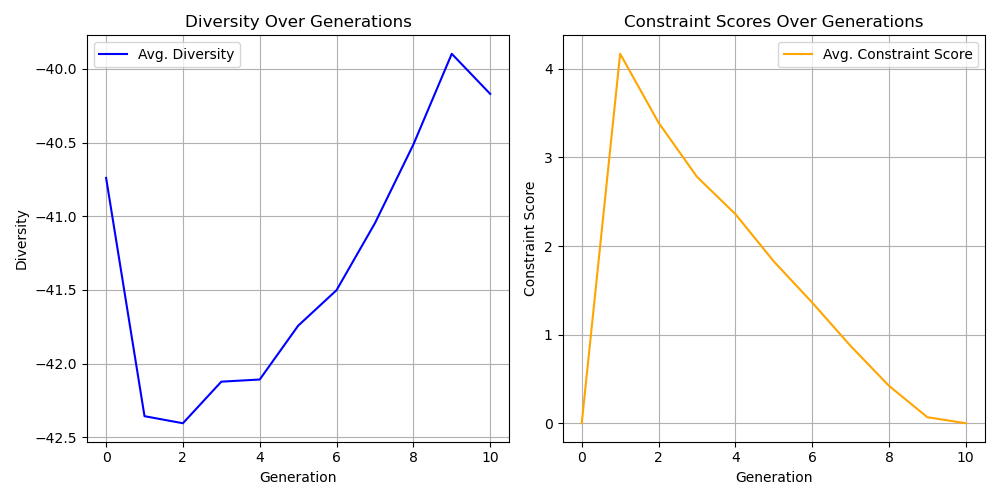 Diversity Over Generations
Avg. Diversity
−40.0
−40.5
−41.0
−41.5
−42.0
−42.5
Diversity
0 2 4 6 8 10
Generation
Constraint Scores Over Generations
Avg. Constraint Score
4
3
2
1
0
Constraint Score
0 2 4 6 8 10
Generation